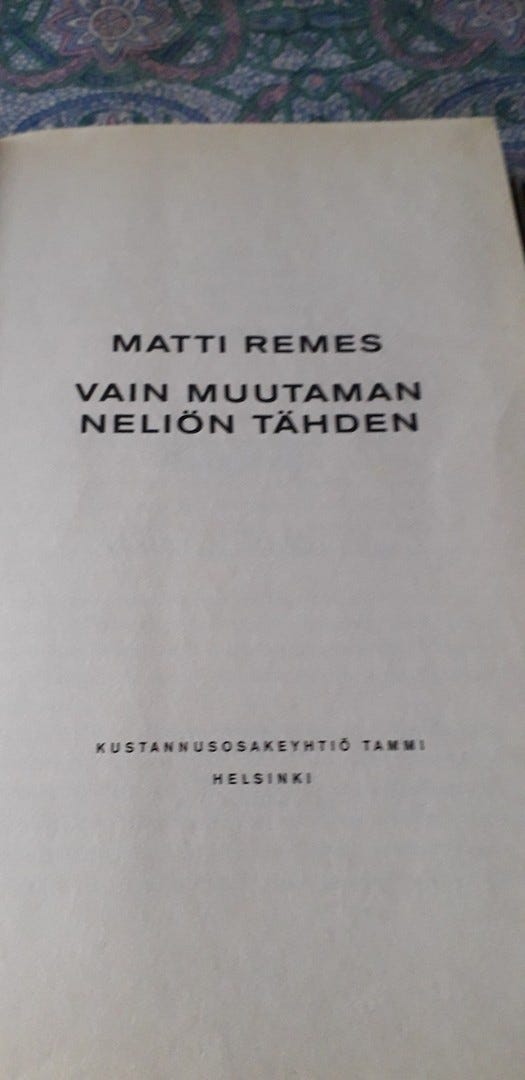 MATTI REMES
VAIN MUUTAMAN
NELIÖN TÄHDEN
KUSTANNUSOSAKEYHTIÖ TAMMI
HELSINKI